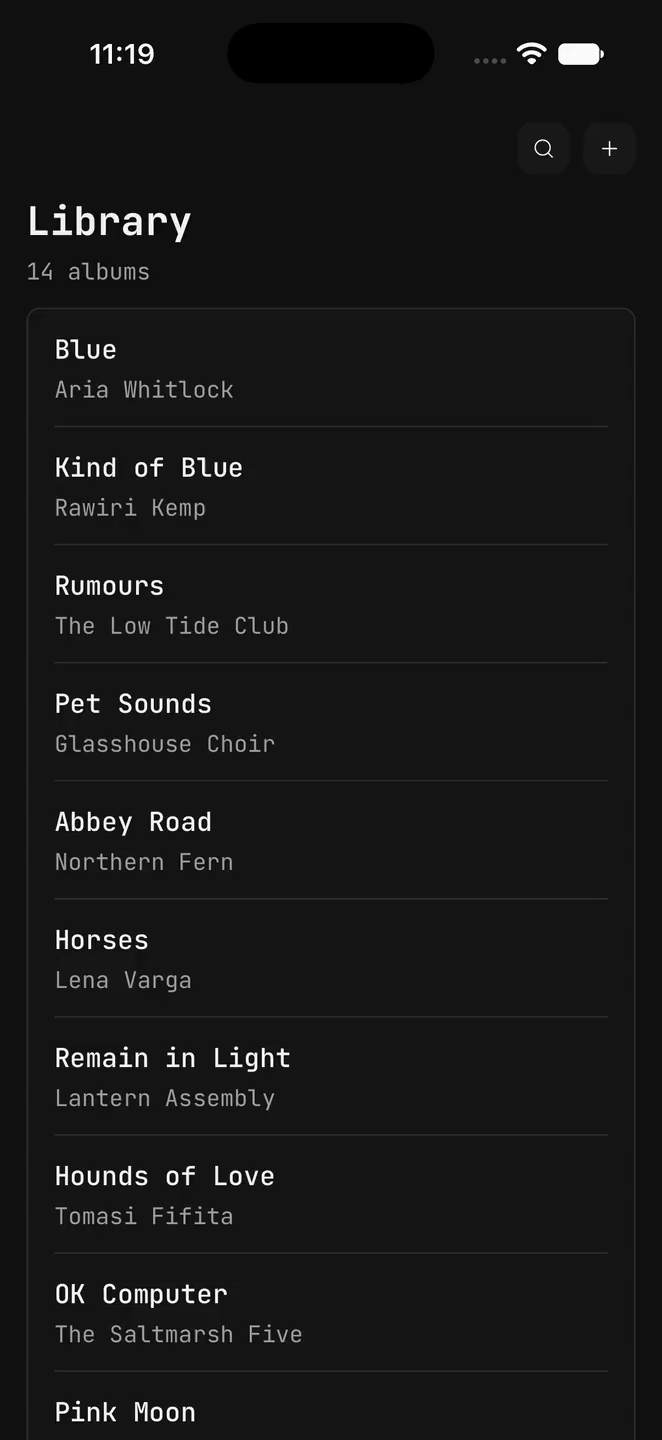 11:19
Library
14 albums
Blue
Aria Whitlock
Kind of Blue
Rawiri Kemp
Rumours
The Low Tide Club
Pet Sounds
Glasshouse Choir
Abbey Road
Northern Fern
Horses
Lena Varga
Remain in Light
Lantern Assembly
Hounds of Love
Tomasi Fifita
OK Computer
The Saltmarsh Five
Pink Moon